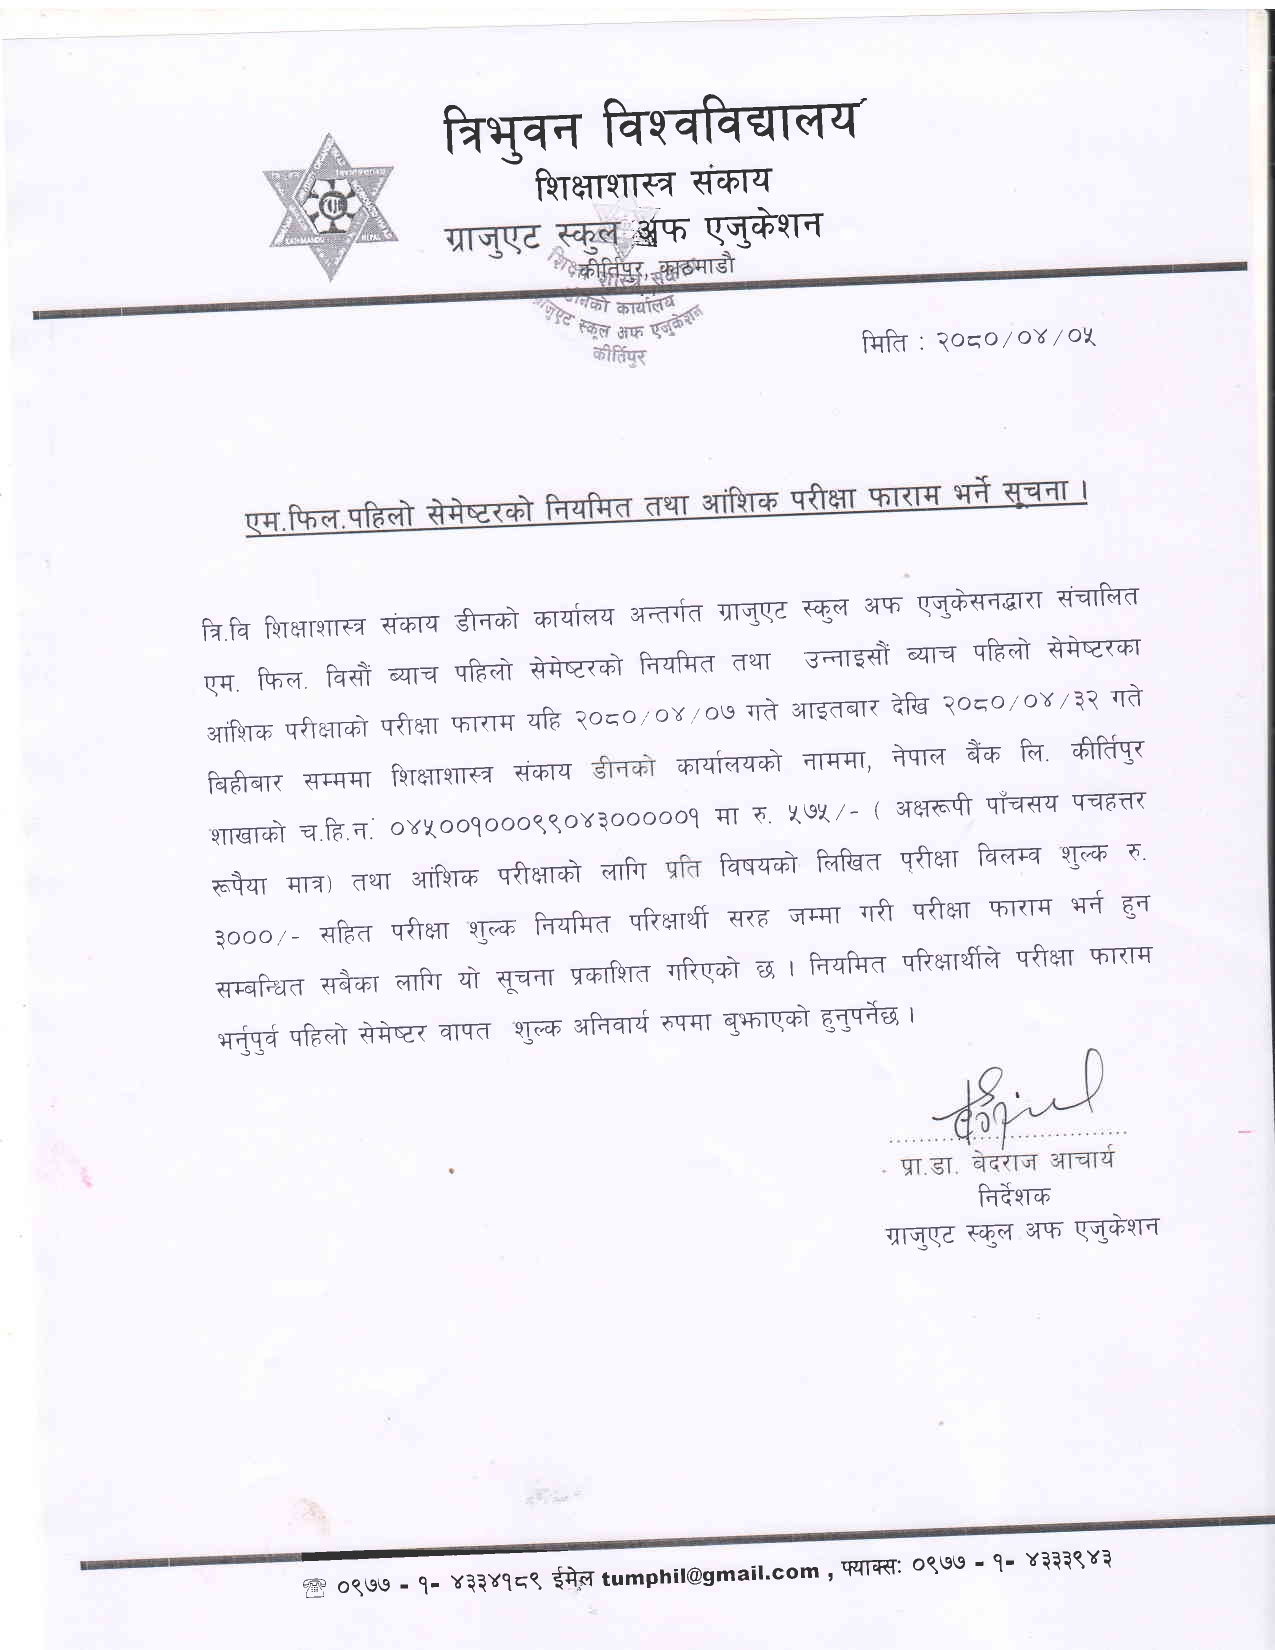 त्रिभुवन विश्वविद्यालय
शिक्षाशास्त्र संकाय
ग्राजुएट स्कुल अफ एजुकेशन
कीर्तिपुर, काठमाडौ
शिक्षा शास्त्र संकाय
डीनको कार्यालय
ग्राजुएट स्कूल अफ एजुकेशन
कीर्तिपुर
मिति : २०८०/०४/०५
एम.फिल.पहिलो सेमेष्टरको नियमित तथा आंशिक परीक्षा फाराम भर्ने सूचना ।
त्रि.वि शिक्षाशास्त्र संकाय डीनको कार्यालय अन्तर्गत ग्राजुएट स्कुल अफ एजुकेसनद्धारा संचालित
एम. फिल. विसौं ब्याच पहिलो सेमेष्टरको नियमित तथा उन्नाइसौं ब्याच पहिलो सेमेष्टरका
आंशिक परीक्षाको परीक्षा फाराम यहि २०८०/०४/०७ गते आइतबार देखि २०८०/०४/३२ गते
बिहीबार सम्ममा शिक्षाशास्त्र संकाय डीनको कार्यालयको नाममा, नेपाल बैंक लि. कीर्तिपुर
शाखाको च.हि.नं ०४५००१०००९९०४३०००००१ मा रु. ५७५/- ( अक्षरूपी पाँचसय पचहत्तर
रूपैया मात्र) तथा आंशिक परीक्षाको लागि प्रति विषयको लिखित परीक्षा विलम्व शुल्क रु.
३०००/- सहित परीक्षा शुल्क नियमित परिक्षार्थी सरह जम्मा गरी परीक्षा फाराम भर्न हुन
सम्बन्धित सबैका लागि यो सूचना प्रकाशित गरिएको छ । नियमित परिक्षार्थीले परीक्षा फाराम
भर्नुपुर्व पहिलो सेमेष्टर वापत शुल्क अनिवार्य रुपमा बुझाएको हुनुपर्नेछ ।
प्रा.डा. वेदराज आचार्य
निर्देशक
ग्राजुएट स्कुल अफ एजुकेशन
☏ ०९७७ - १- ४३३४१८९ ईमेल tumphil@gmail.com , फ्याक्सः ०९७७ - १- ४३३३९४३